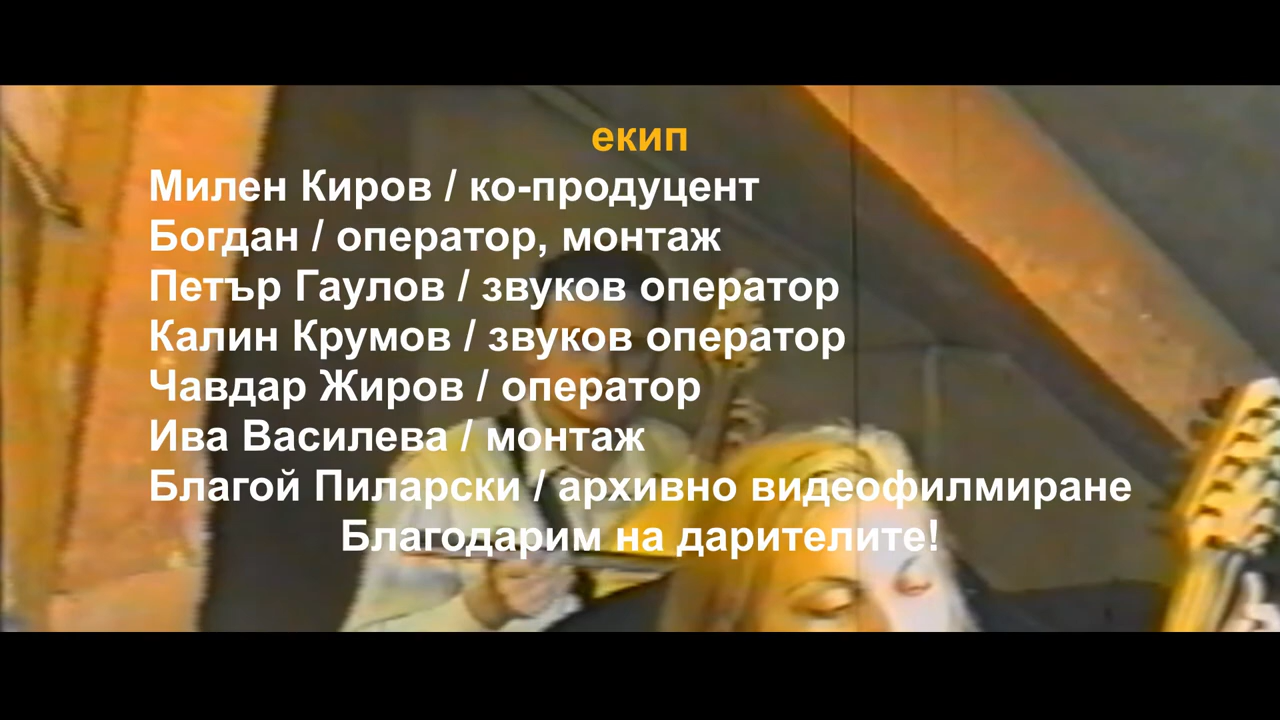 екип
Милен Киров / ко-продуцент
Богдан / оператор, монтаж
Петър Гаулов / звуков оператор
Калин Крумов / звуков оператор
Чавдар Жиров / оператор
Ива Василева / монтаж
Благой Пиларски / архивно видеофилмиране
Благодарим на дарителите!